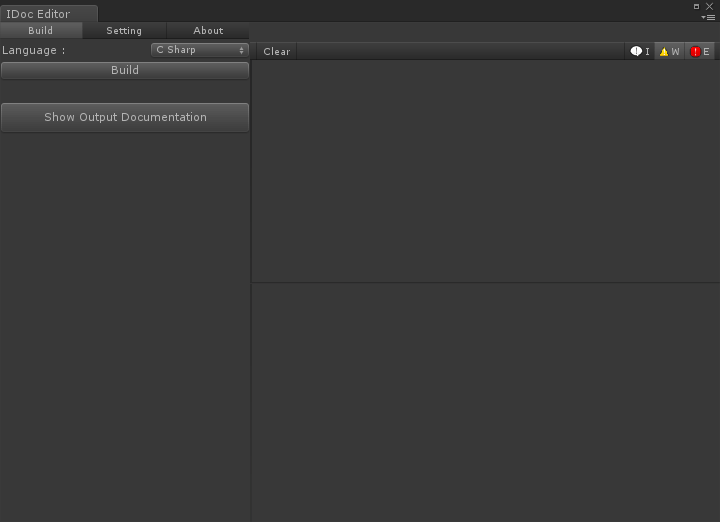 IDoc Editor
Build Setting About
Language : C Sharp
Clear I W E
Build
Show Output Documentation